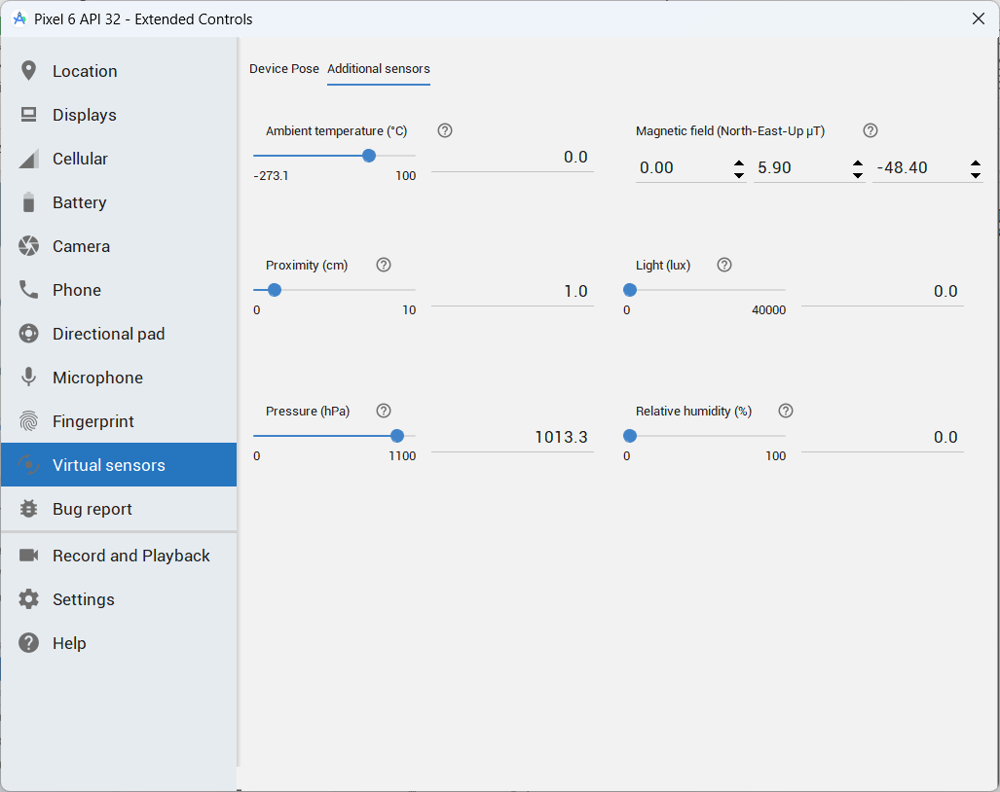 Pixel 6 API 32 - Extended Controls
Location
Displays
Cellular
Battery
Camera
Phone
Directional pad
Microphone
Fingerprint
Virtual sensors
Bug report
Record and Playback
Settings
Help
Device Pose Additional sensors
Ambient temperature (°C)
0.0
-273.1 100
Magnetic field (North-East-Up µT)
0.00 5.90 -48.40
Proximity (cm)
1.0
0 10
Light (lux)
0.0
0 40000
Pressure (hPa)
1013.3
0 1100
Relative humidity (%)
0.0
0 100